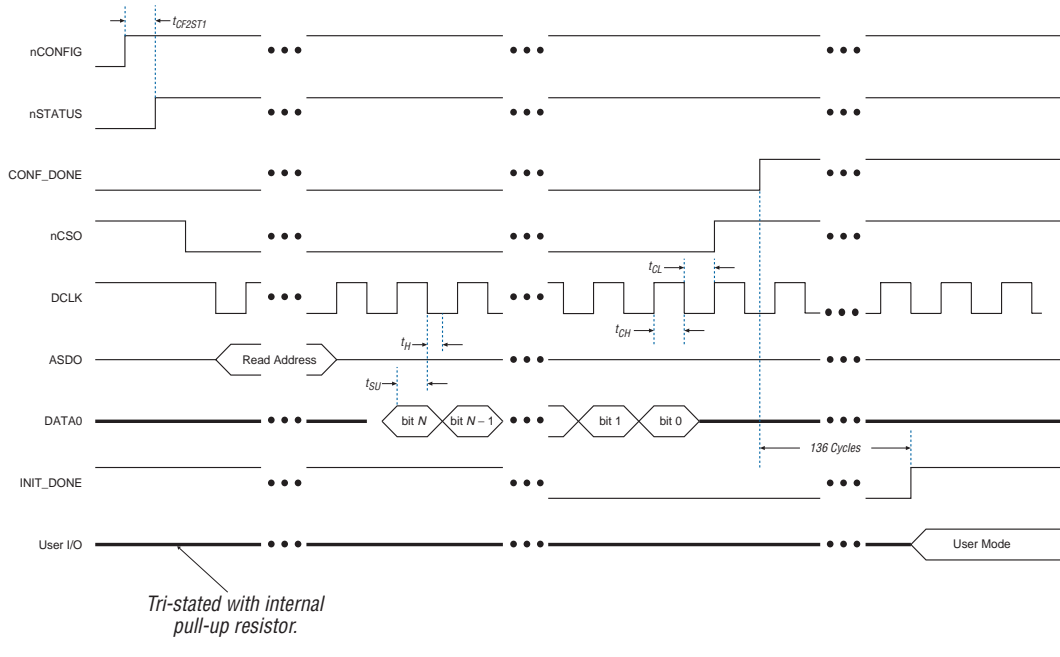 tCF2ST1
nCONFIG
nSTATUS
CONF_DONE
nCSO
tCL
DCLK
tCH
tH
ASDO
Read Address
tSU
DATA0
bit N
bit N – 1
bit 1
bit 0
136 Cycles
INIT_DONE
User I/O
User Mode
Tri-stated with internal
pull-up resistor.